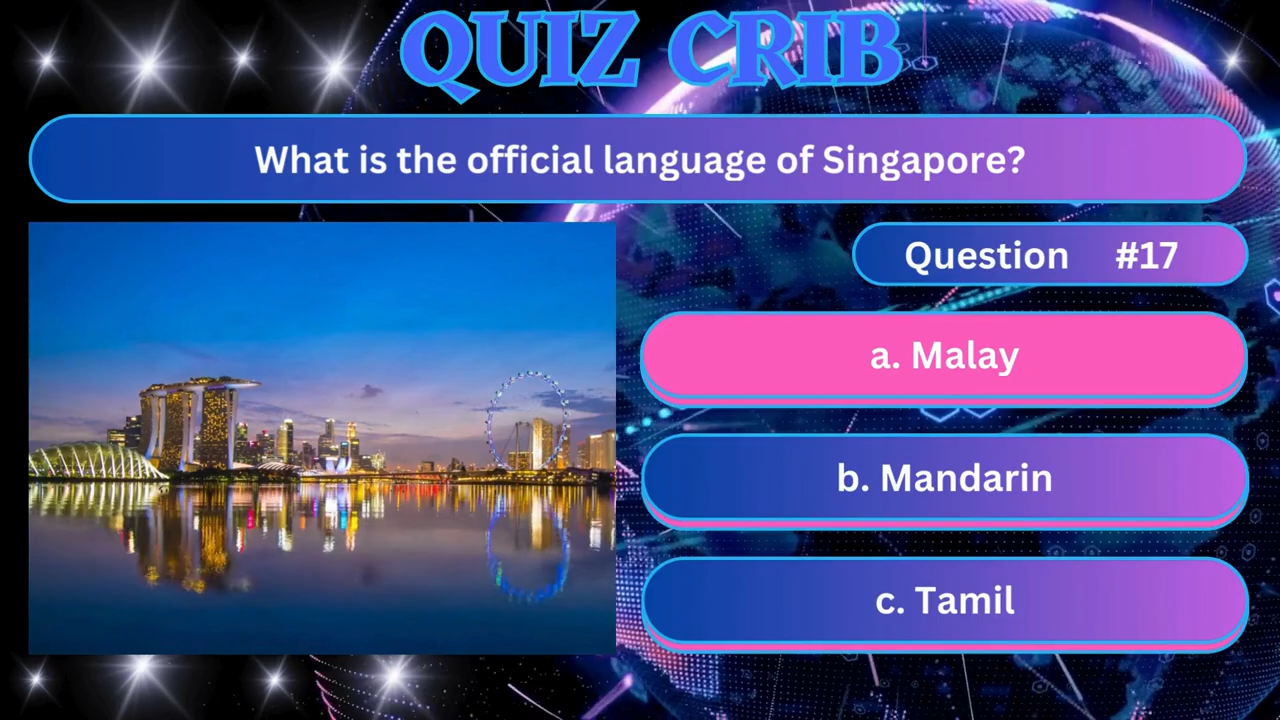 QUIZ CRIB
What is the official language of Singapore?
Question #17
a. Malay
b. Mandarin
c. Tamil